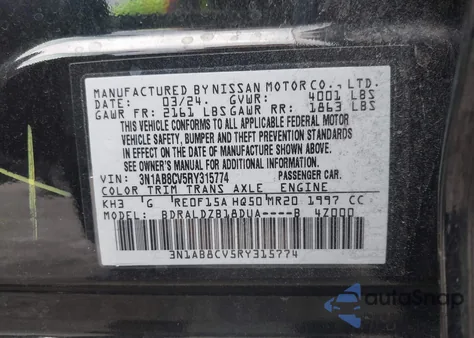 MANUFACTURED BY NISSAN MOTOR CO., LTD.
DATE: 03/24. GVWR: 4001 LBS
GAWR FR: 2161 LBS GAWR RR: 1863 LBS
THIS VEHICLE CONFORMS TO ALL APPLICABLE FEDERAL MOTOR
VEHICLE SAFETY, BUMPER AND THEFT PREVENTION STANDARDS
IN EFFECT ON THE DATE OF MANUFACTURE SHOWN ABOVE.
SEE OWNER'S MANUAL FOR ADDITIONAL INFORMATION.
VIN: 3N1AB8CV5RY315774 PASSENGER CAR.
COLOR TRIM TRANS AXLE ENGINE
KH3 G RE0F15A HQ50 MR20 1997 CC
MODEL: BDRALDZB18DUA----B 4Z000
3N1AB8CV5RY315774
autoSnap